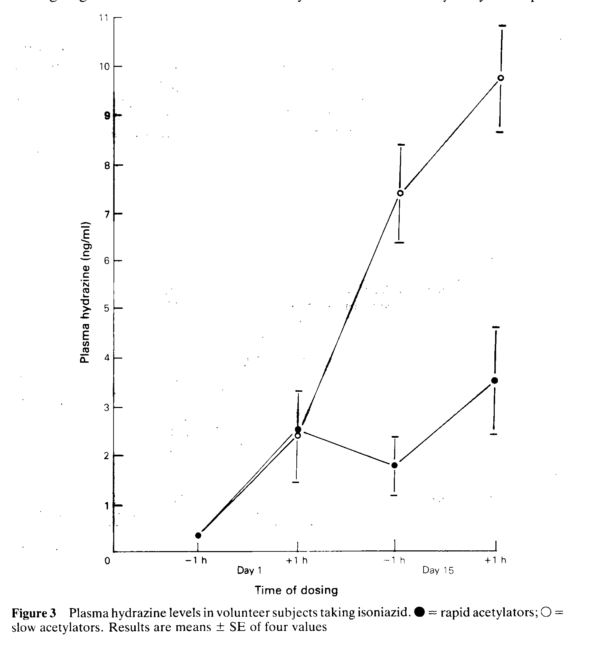 11
10
9
8
7
6
5
4
3
2
1
0
Plasma hydrazine (ng/ml)
−1 h
+1 h
−1 h
+1 h
Day 1
Day 15
Time of dosing
Figure 3 Plasma hydrazine levels in volunteer subjects taking isoniazid. ● = rapid acetylators; ○ =
slow acetylators. Results are means ± SE of four values